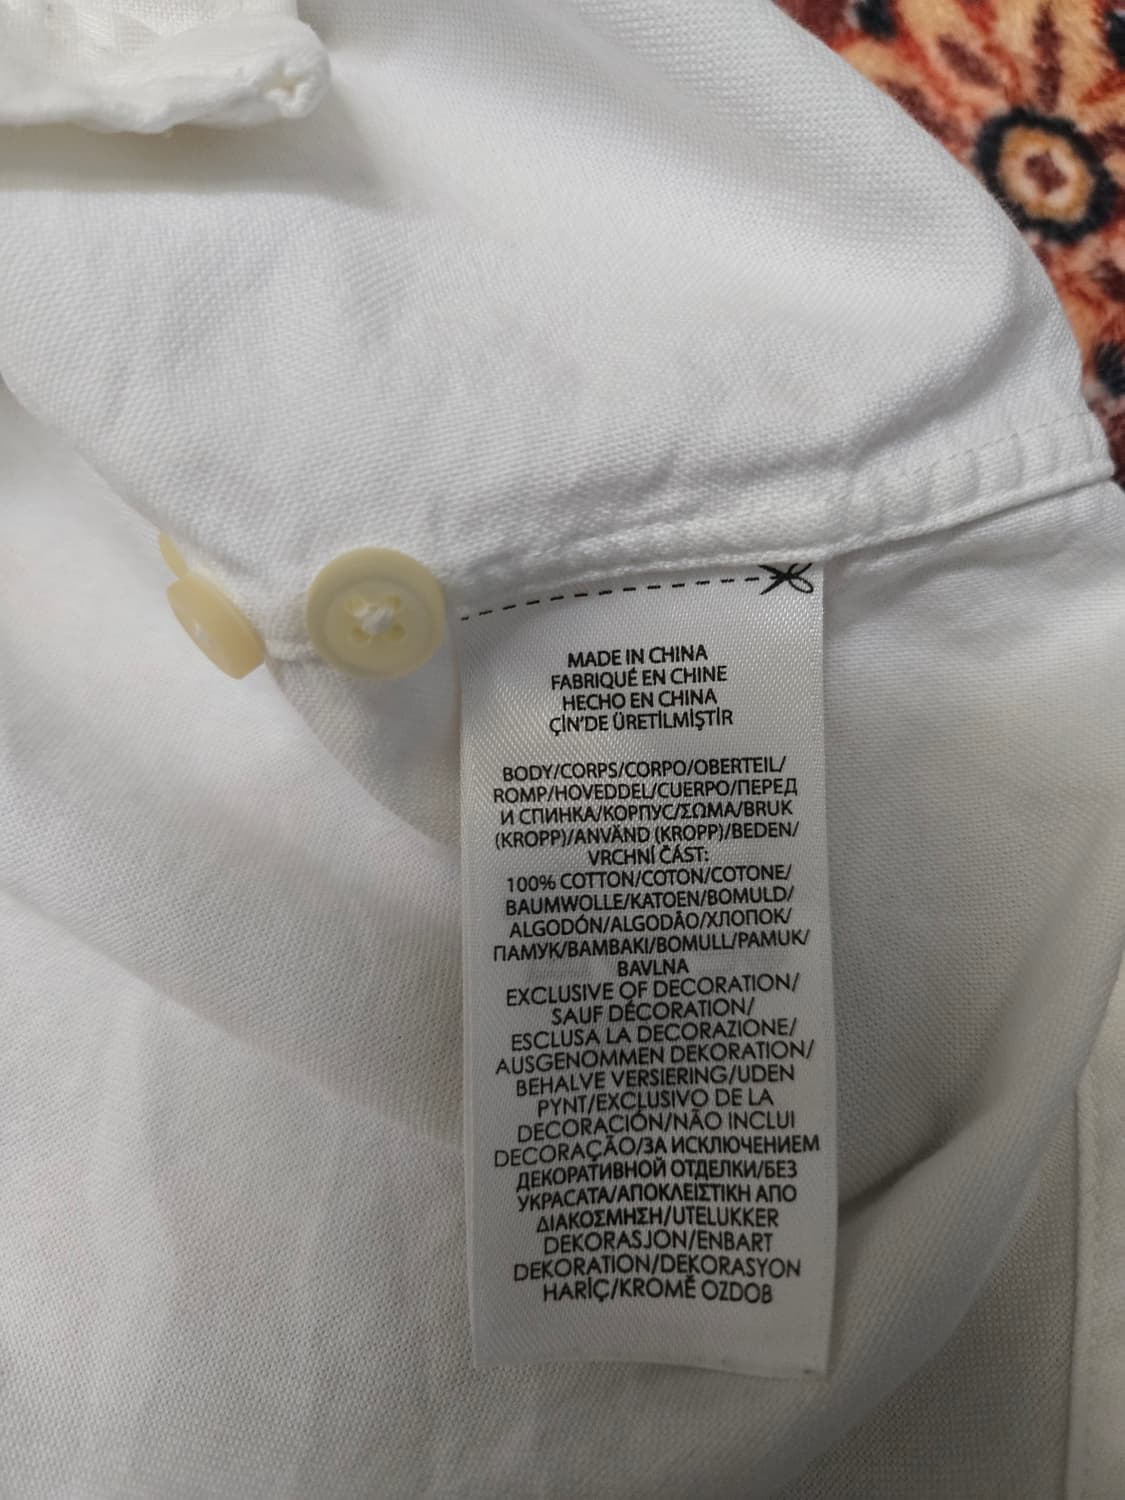 MADE IN CHINA
FABRIQUÉ EN CHINE
HECHO EN CHINA
ÇİN'DE ÜRETİLMİŞTİR
BODY/CORPS/CORPO/OBERTEIL/
ROMP/HOVEDDEL/CUERPO/ПЕРЕД
И СПИНКА/КОРПУС/ΣΩΜΑ/BRUK
(KROPP)/ANVÄND (KROPP)/BEDEN/
VRCHNÍ ČÁST:
100% COTTON/COTON/COTONE/
BAUMWOLLE/KATOEN/BOMULD/
ALGODÓN/ALGODÃO/ХЛОПОК/
ПАМУК/ΒΑΜΒΑΚΙ/BOMULL/PAMUK/
BAVLNA
EXCLUSIVE OF DECORATION/
SAUF DÉCORATION/
ESCLUSA LA DECORAZIONE/
AUSGENOMMEN DEKORATION/
BEHALVE VERSIERING/UDEN
PYNT/EXCLUSIVO DE LA
DECORACIÓN/NÃO INCLUI
DECORAÇÃO/ЗА ИСКЛЮЧЕНИЕМ
ДЕКОРАТИВНОЙ ОТДЕЛКИ/БЕЗ
УКРАСАТА/ΑΠΟΚΛΕΙΣΤΙΚΗ ΑΠΟ
ΔΙΑΚΟΣΜΗΣΗ/UTELUKKER
DEKORASJON/ENBART
DEKORATION/DEKORASYON
HARİÇ/KROMĚ OZDOB